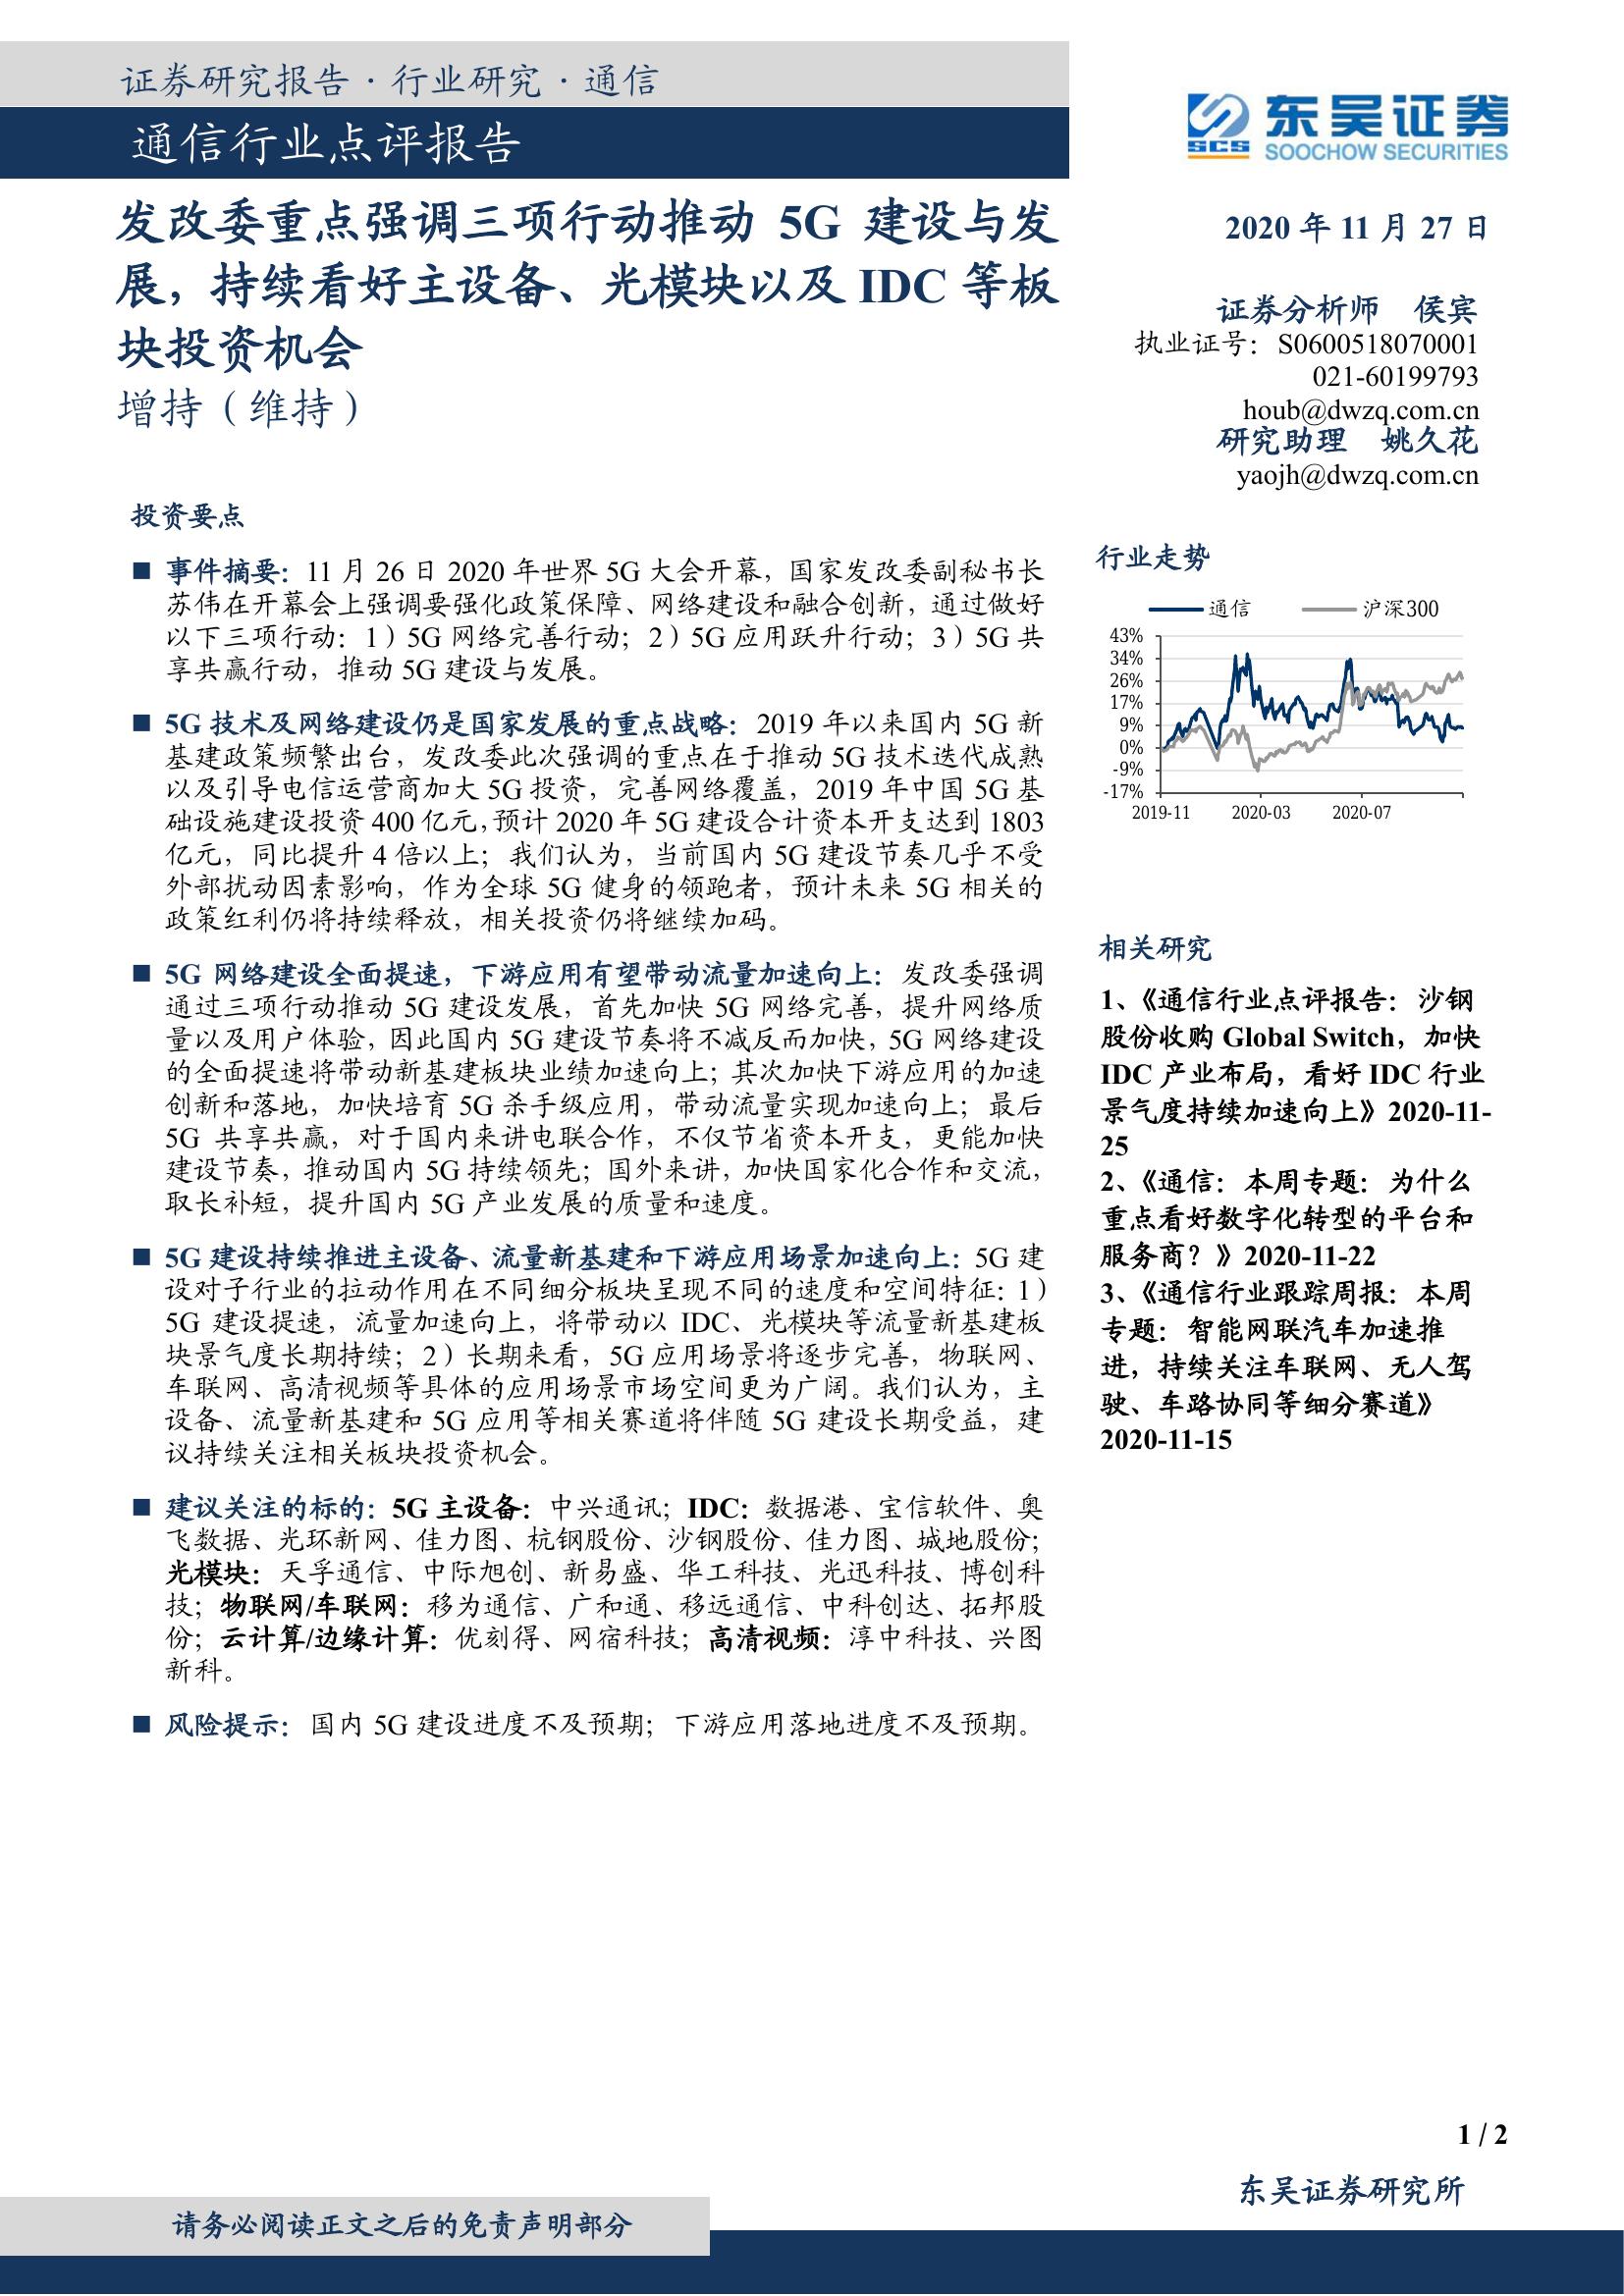 证券研究报告·行业研究·通信
通信行业点评报告
东吴证券
SCS
SOOCHOW SECURITIES
发改委重点强调三项行动推动 5G 建设与发
展，持续看好主设备、光模块以及 IDC 等板
块投资机会
增持（维持）
2020 年 11 月 27 日
证券分析师 侯宾
执业证号：S0600518070001
021-60199793
houb@dwzq.com.cn
研究助理 姚久花
yaojh@dwzq.com.cn
投资要点
■ 事件摘要：11 月 26 日 2020 年世界 5G 大会开幕，国家发改委副秘书长
苏伟在开幕会上强调要强化政策保障、网络建设和融合创新，通过做好
以下三项行动：1）5G 网络完善行动；2）5G 应用跃升行动；3）5G 共
享共赢行动，推动 5G 建设与发展。
■ 5G 技术及网络建设仍是国家发展的重点战略：2019 年以来国内 5G 新
基建政策频繁出台，发改委此次强调的重点在于推动 5G 技术迭代成熟
以及引导电信运营商加大 5G 投资，完善网络覆盖，2019 年中国 5G 基
础设施建设投资 400 亿元，预计 2020 年 5G 建设合计资本开支达到 1803
亿元，同比提升 4 倍以上；我们认为，当前国内 5G 建设节奏几乎不受
外部扰动因素影响，作为全球 5G 健身的领跑者，预计未来 5G 相关的
政策红利仍将持续释放，相关投资仍将继续加码。
■ 5G 网络建设全面提速，下游应用有望带动流量加速向上：发改委强调
通过三项行动推动 5G 建设发展，首先加快 5G 网络完善，提升网络质
量以及用户体验，因此国内 5G 建设节奏将不减反而加快，5G 网络建设
的全面提速将带动新基建板块业绩加速向上；其次加快下游应用的加速
创新和落地，加快培育 5G 杀手级应用，带动流量实现加速向上；最后
5G 共享共赢，对于国内来讲电联合作，不仅节省资本开支，更能加快
建设节奏，推动国内 5G 持续领先；国外来讲，加快国家化合作和交流，
取长补短，提升国内 5G 产业发展的质量和速度。
■ 5G 建设持续推进主设备、流量新基建和下游应用场景加速向上：5G 建
设对子行业的拉动作用在不同细分板块呈现不同的速度和空间特征：1）
5G 建设提速，流量加速向上，将带动以 IDC、光模块等流量新基建板
块景气度长期持续；2）长期来看，5G 应用场景将逐步完善，物联网、
车联网、高清视频等具体的应用场景市场空间更为广阔。我们认为，主
设备、流量新基建和 5G 应用等相关赛道将伴随 5G 建设长期受益，建
议持续关注相关板块投资机会。
■ 建议关注的标的：5G 主设备：中兴通讯；IDC：数据港、宝信软件、奥
飞数据、光环新网、佳力图、杭钢股份、沙钢股份、佳力图、城地股份；
光模块：天孚通信、中际旭创、新易盛、华工科技、光迅科技、博创科
技；物联网/车联网：移为通信、广和通、移远通信、中科创达、拓邦股
份；云计算/边缘计算：优刻得、网宿科技；高清视频：淳中科技、兴图
新科。
■ 风险提示：国内 5G 建设进度不及预期；下游应用落地进度不及预期。
行业走势
通信 沪深300
43%
34%
26%
17%
9%
0%
-9%
-17%
2019-11 2020-03 2020-07
相关研究
1、《通信行业点评报告：沙钢
股份收购 Global Switch，加快
IDC 产业布局，看好 IDC 行业
景气度持续加速向上》2020-11-
25
2、《通信：本周专题：为什么
重点看好数字化转型的平台和
服务商？》2020-11-22
3、《通信行业跟踪周报：本周
专题：智能网联汽车加速推
进，持续关注车联网、无人驾
驶、车路协同等细分赛道》
2020-11-15
1 / 2
东吴证券研究所
请务必阅读正文之后的免责声明部分